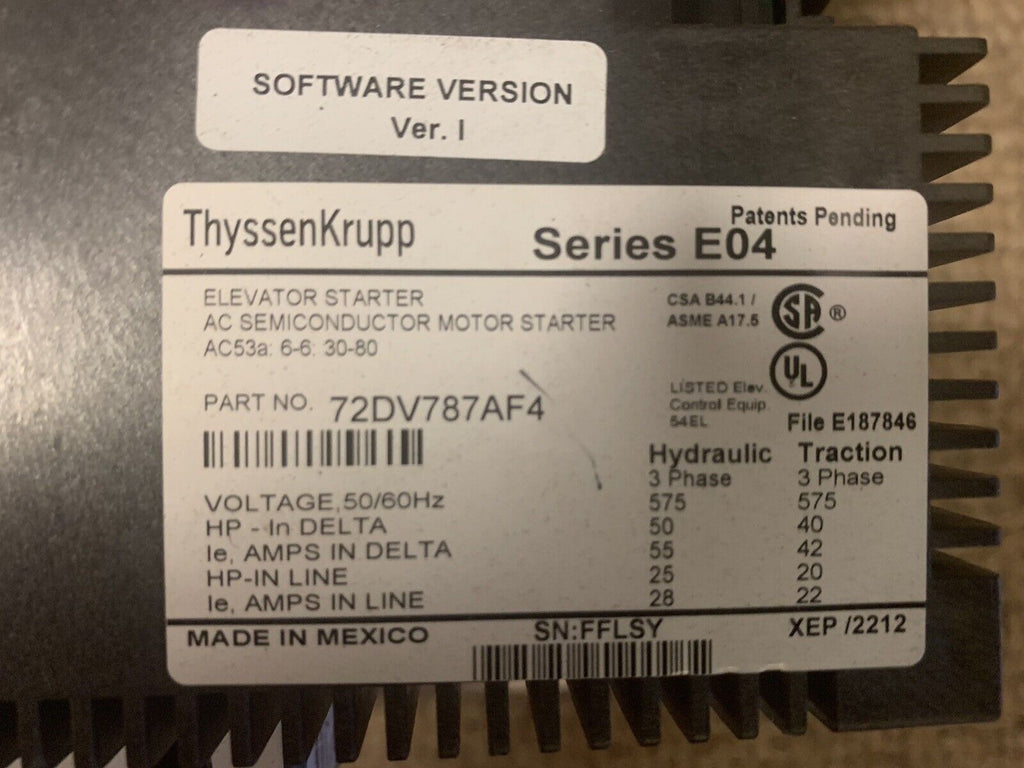 SOFTWARE VERSION
Ver. I
ThyssenKrupp
Patents Pending
Series E04
ELEVATOR STARTER
AC SEMICONDUCTOR MOTOR STARTER
AC53a: 6-6: 30-80
CSA B44.1 /
ASME A17.5
SA ®
UL
LISTED Elev.
Control Equip.
54EL
File E187846
PART NO. 72DV787AF4
Hydraulic Traction
3 Phase 3 Phase
VOLTAGE,50/60Hz 575 575
HP - In DELTA 50 40
Ie, AMPS IN DELTA 55 42
HP-IN LINE 25 20
Ie, AMPS IN LINE 28 22
MADE IN MEXICO SN:FFLSY XEP /2212